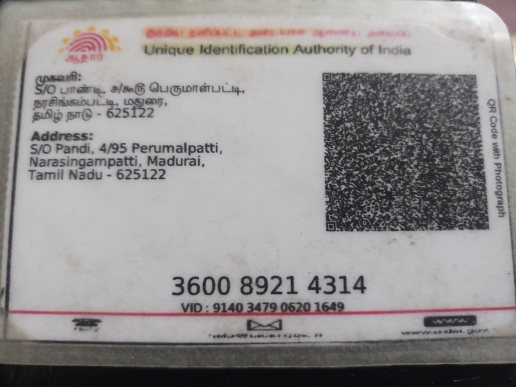 ஆதார்
Unique Identification Authority of India
முகவரி:
S/O பாண்டி, பெருமாள்பட்டி,
நரசிங்கம்பட்டி, மதுரை,
தமிழ் நாடு - 625122
Address:
S/O Pandi, 4/95 Perumalpatti,
Narasingampatti, Madurai,
Tamil Nadu - 625122
QR Code with Photograph
3600 8921 4314
VID : 9140 3479 0620 1649